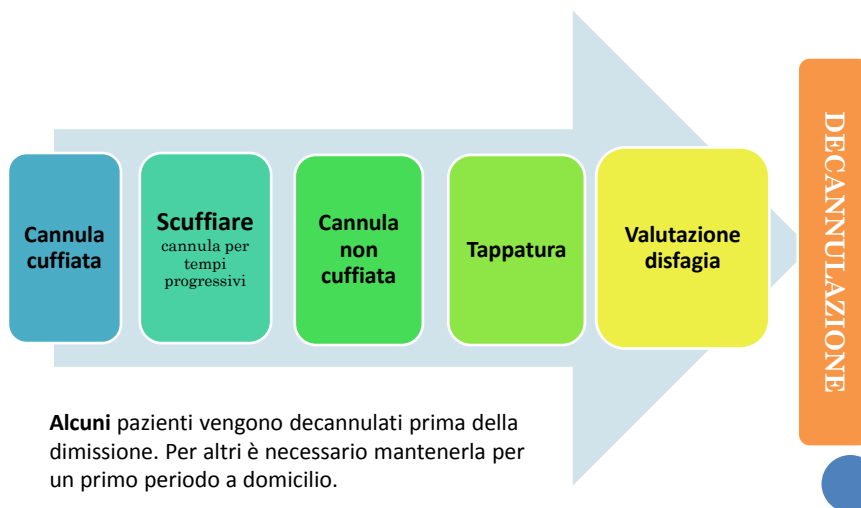 Cannula
cuffiata
Scuffiare
cannula per
tempi
progressivi
Cannula
non
cuffiata
Tappatura
Valutazione
disfagia
DECANNULAZIONE
Alcuni pazienti vengono decannulati prima della
dimissione. Per altri è necessario mantenerla per
un primo periodo a domicilio.